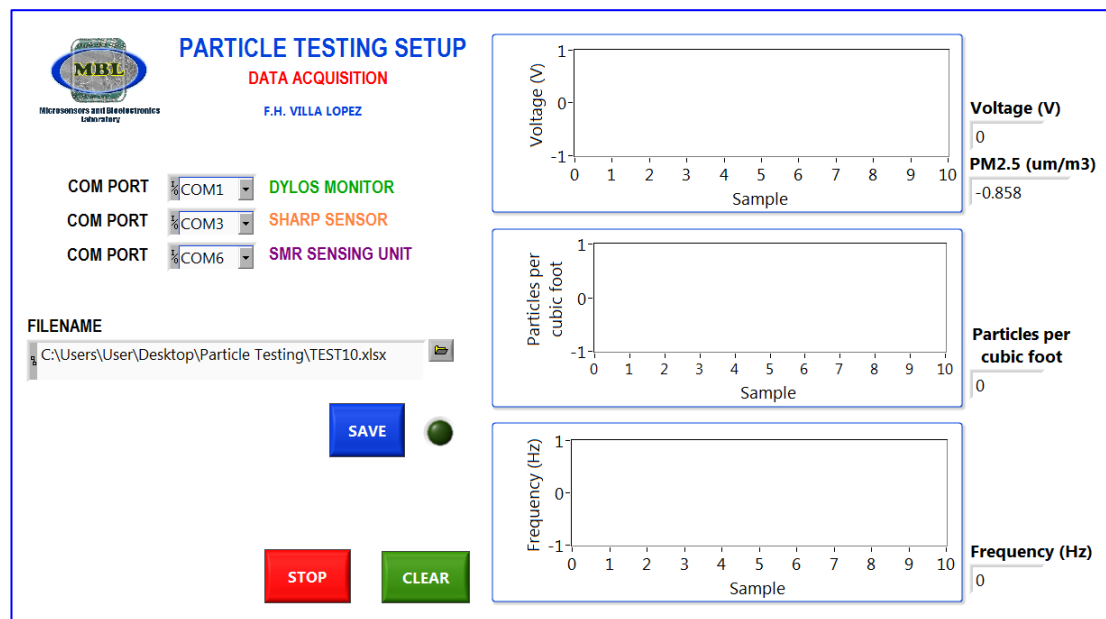 MBL
Microsensors and Bioelectronics
Laboratory
PARTICLE TESTING SETUP
DATA ACQUISITION
F.H. VILLA LOPEZ
COM PORT COM1 DYLOS MONITOR
COM PORT COM3 SHARP SENSOR
COM PORT COM6 SMR SENSING UNIT
FILENAME
C:\Users\User\Desktop\Particle Testing\TEST10.xlsx
SAVE
STOP
CLEAR
Voltage (V)
1
0
-1
0 1 2 3 4 5 6 7 8 9 10
Sample
Voltage (V)
0
PM2.5 (um/m3)
-0.858
Particles per
cubic foot
1
0
-1
0 1 2 3 4 5 6 7 8 9 10
Sample
Particles per
cubic foot
0
Frequency (Hz)
1
0
-1
0 1 2 3 4 5 6 7 8 9 10
Sample
Frequency (Hz)
0